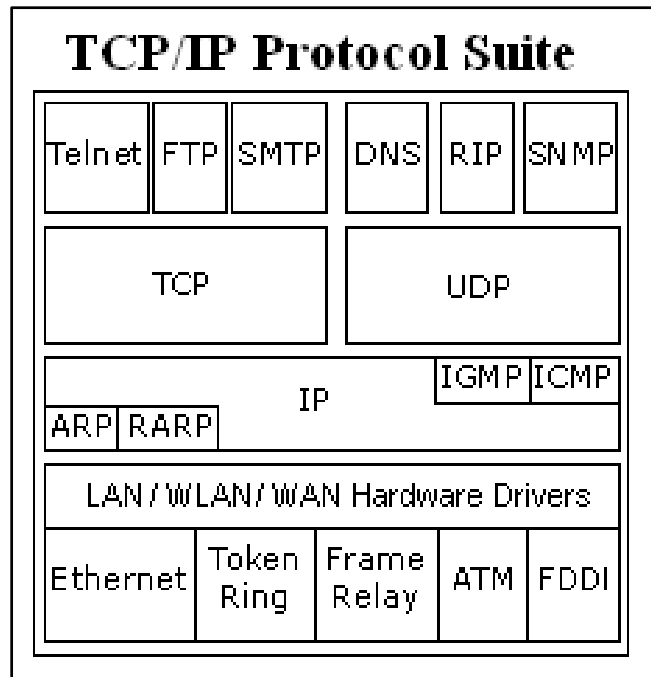 TCP/IP Protocol Suite
Telnet FTP SMTP DNS RIP SNMP
TCP UDP
IGMP ICMP
IP
ARP RARP
LAN / WLAN / WAN Hardware Drivers
Ethernet
Token
Ring
Frame
Relay
ATM
FDDI